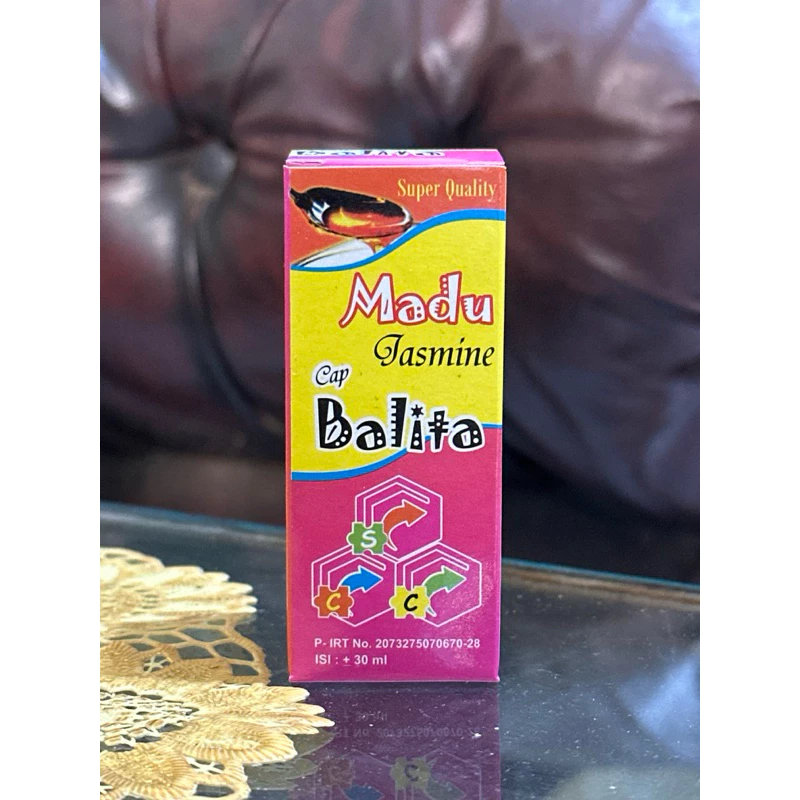 Super Quality
Madu
Jasmine
Cap
Balita
S
C
C
P- IRT No. 2073275070670-28
ISI : ± 30 ml